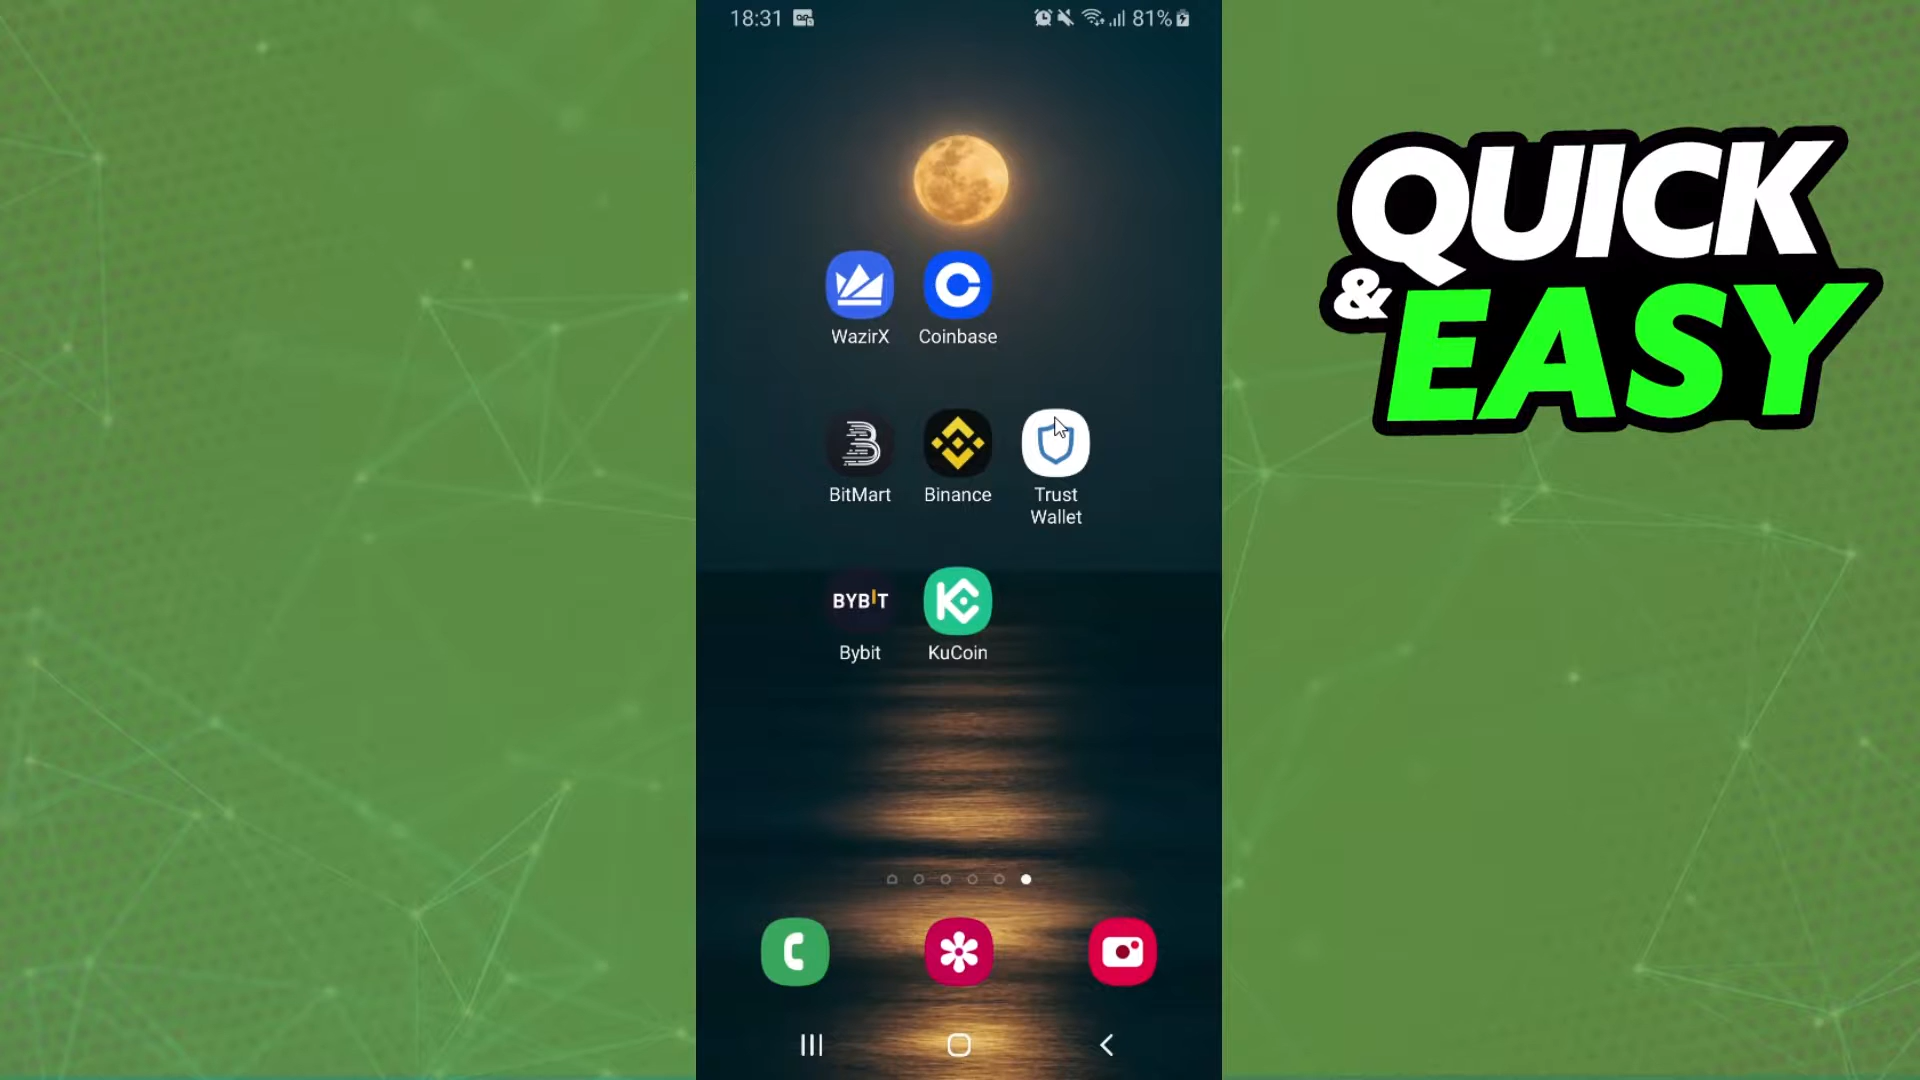 18:31
81%
QUICK
& EASY
WazirX
Coinbase
BitMart
Binance
Trust
Wallet
BYBIT
Bybit
KuCoin